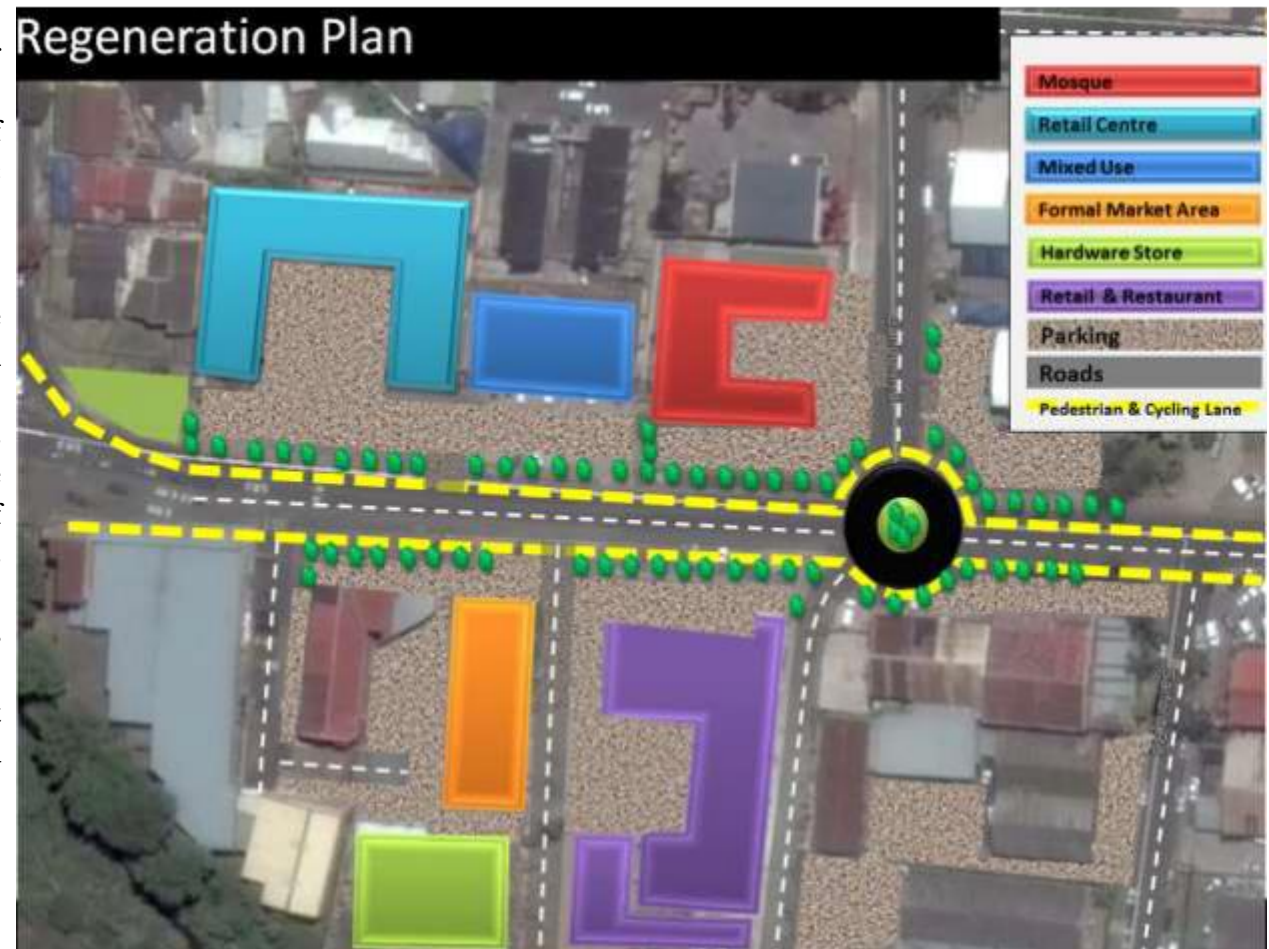 Regeneration Plan
Mosque
Retail Centre
Mixed Use
Formal Market Area
Hardware Store
Retail & Restaurant
Parking
Roads
Pedestrian & Cycling Lane